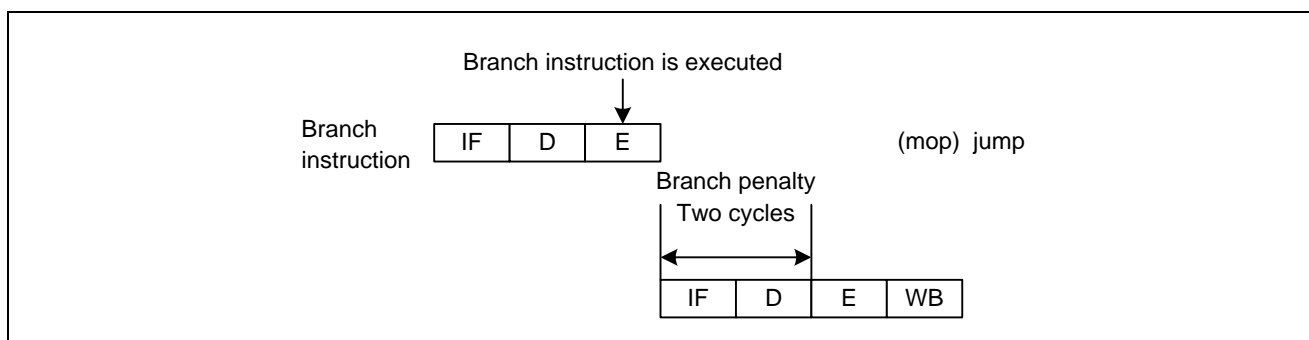 Branch instruction is executed
Branch
instruction
IF D E
(mop) jump
Branch penalty
Two cycles
IF D E WB